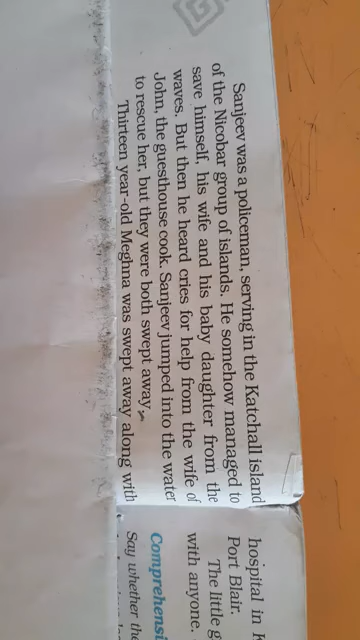 Sanjeev was a policeman, serving in the Katchall island
of the Nicobar group of islands. He somehow managed to
save himself, his wife and his baby daughter from the
waves. But then he heard cries for help from the wife of
John, the guesthouse cook. Sanjeev jumped into the water
to rescue her, but they were both swept away.
Thirteen year-old Meghna was swept away along with
hospital in
Port Blair.
The little g
with anyone.
Comprehensi
Say whether the